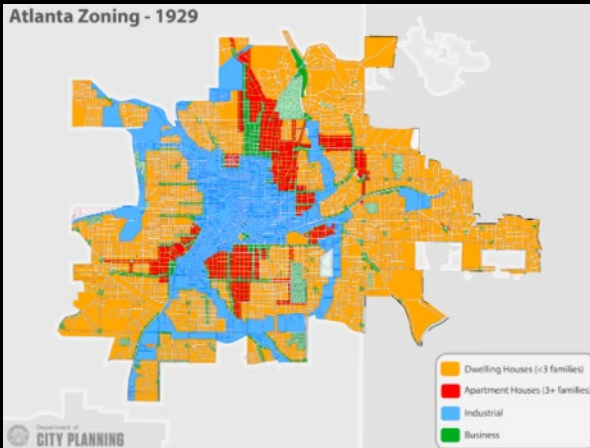 Atlanta Zoning - 1929
Dwelling Houses (<3 families)
Apartment Houses (3+ families)
Industrial
Business
Department of
CITY PLANNING